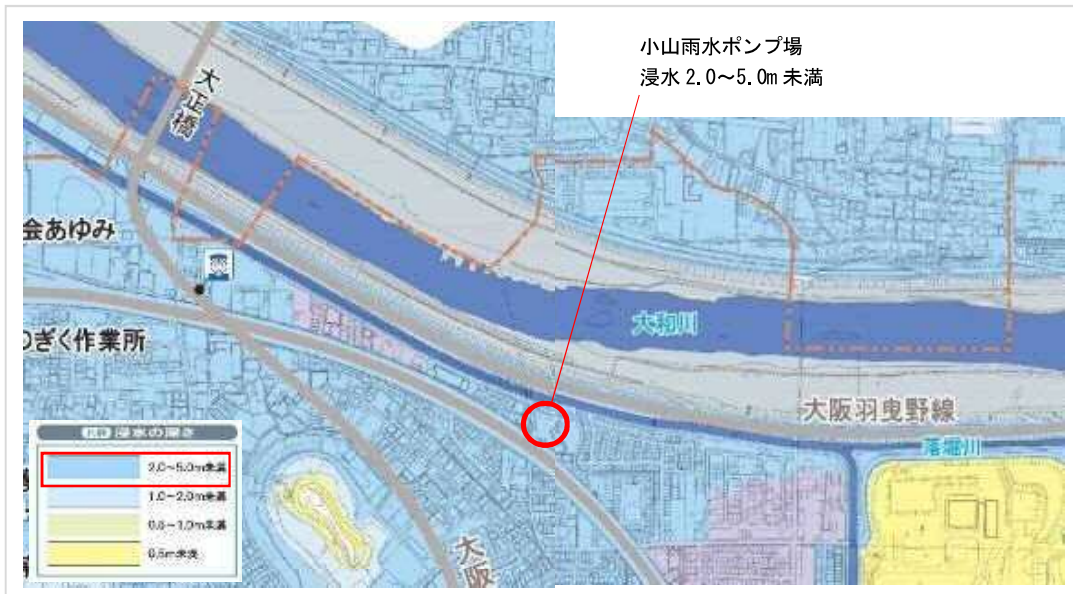 小山雨水ポンプ場
浸水 2.0～5.0m 未満
大正橋
会あゆみ
のぎく作業所
大和川
大阪羽曳野線
落堀川
浸水の深さ
2.0～5.0m未満
1.0～2.0m未満
0.5～1.0m未満
0.5m未満
大阪